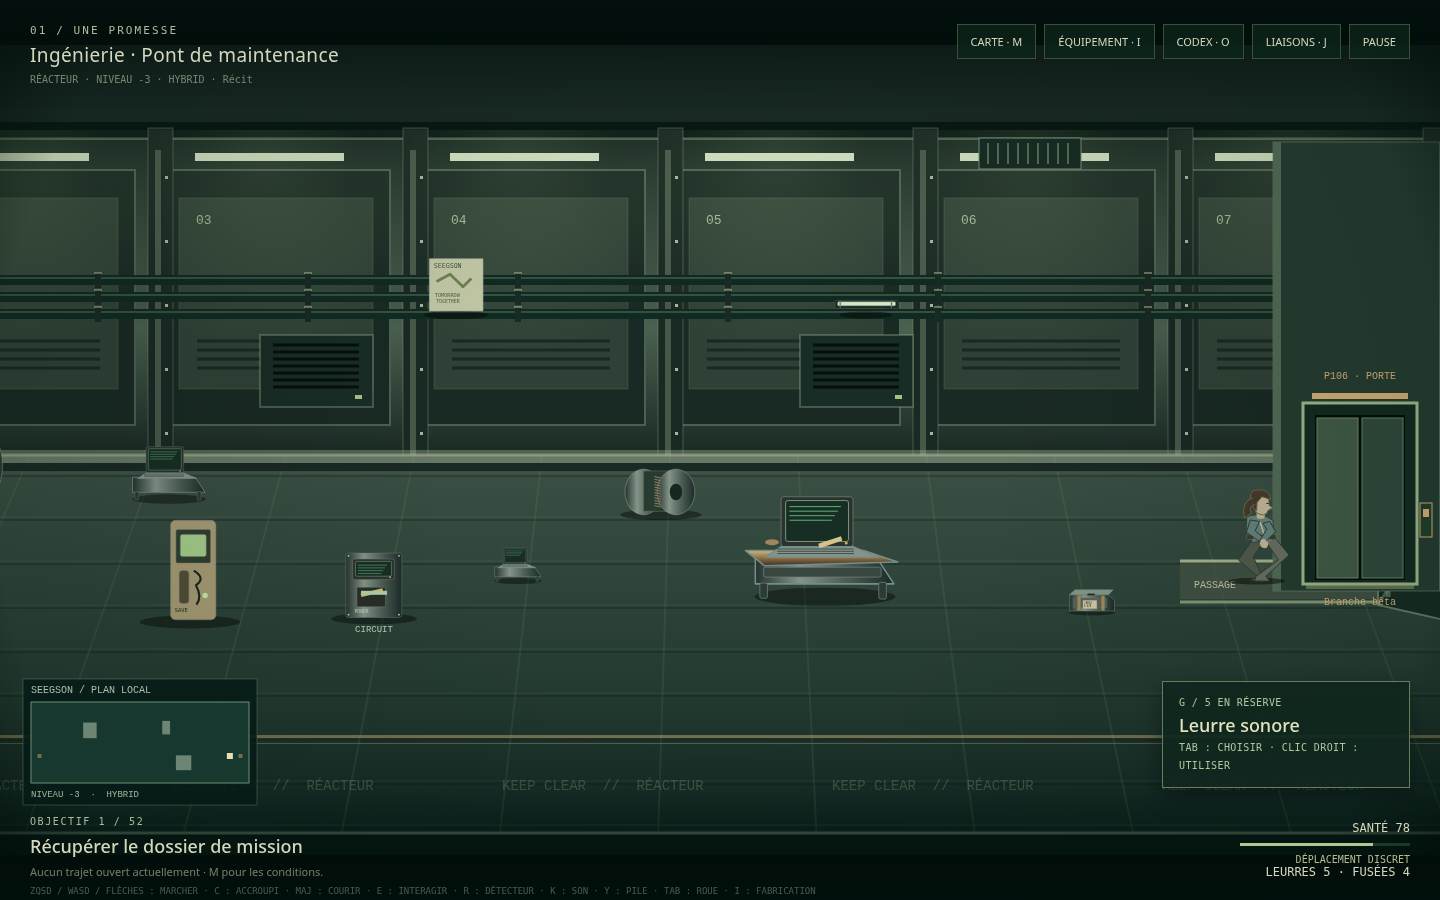 01 / UNE PROMESSE
Ingénierie · Pont de maintenance
RÉACTEUR · NIVEAU -3 · HYBRID · Récit
CARTE · M
ÉQUIPEMENT · I
CODEX · O
LIAISONS · J
PAUSE
03
04
05
06
07
SEEGSON
TOMORROW
TOGETHER
P106 · PORTE
SAVE
CIRCUIT
PASSAGE
Branche bêta
SEEGSON / PLAN LOCAL
NIVEAU -3 · HYBRID
// RÉACTEUR
KEEP CLEAR // RÉACTEUR
KEEP CLEAR // RÉACTEUR
G / 5 EN RÉSERVE
Leurre sonore
TAB : CHOISIR · CLIC DROIT :
UTILISER
OBJECTIF 1 / 52
Récupérer le dossier de mission
Aucun trajet ouvert actuellement · M pour les conditions.
ZQSD / WASD / FLÈCHES : MARCHER · C : ACCROUPI · MAJ : COURIR · E : INTERAGIR · R : DÉTECTEUR · K : SON · Y : PILE · TAB : ROUE · I : FABRICATION
SANTÉ 78
DÉPLACEMENT DISCRET
LEURRES 5 · FUSÉES 4